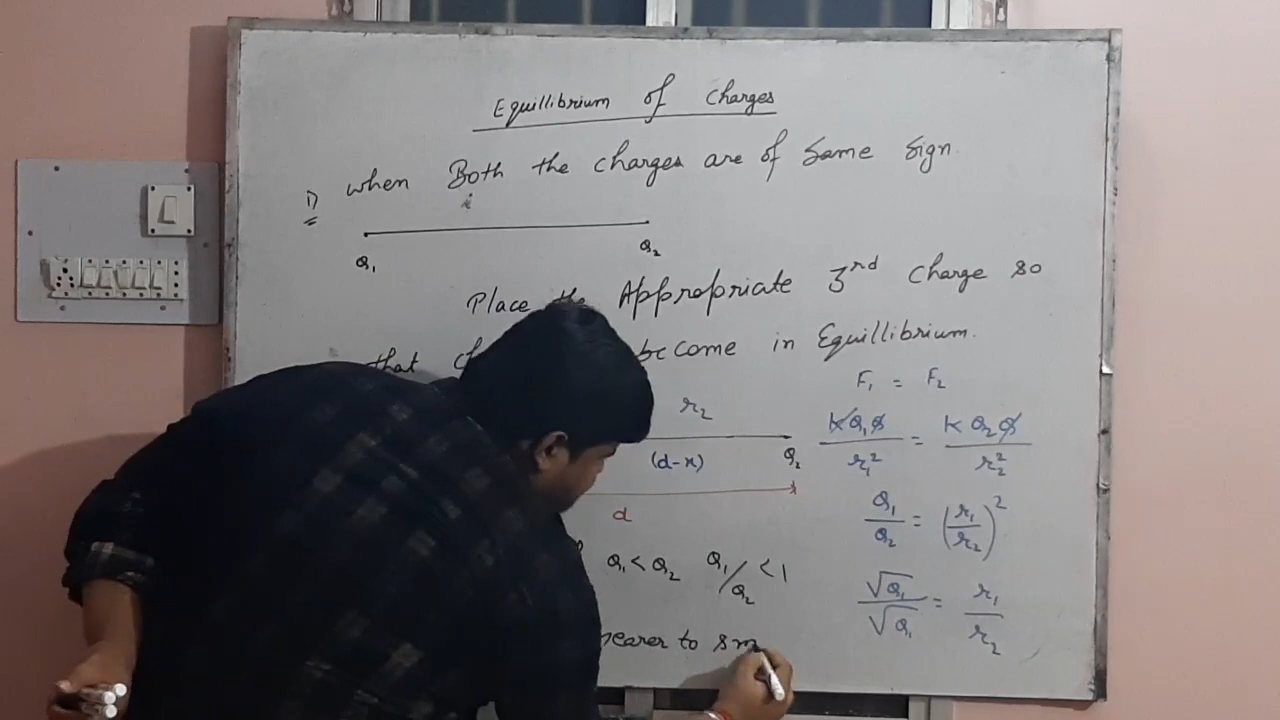 Equillibrium of charges
1) when Both the charges are of Same Sign.
Q₁ Q₂
Place the Appropriate 3rd Charge so
that become in Equillibrium.
F₁ = F₂
r₂
KQ₁Q/r₁² = KQ₂Q/r₂²
(d-x) Q₂
d
Q₁/Q₂ = (r₁/r₂)²
Q₁ < Q₂ Q₁/Q₂ < 1
√Q₁/√Q₁ = r₁/r₂
nearer to sm